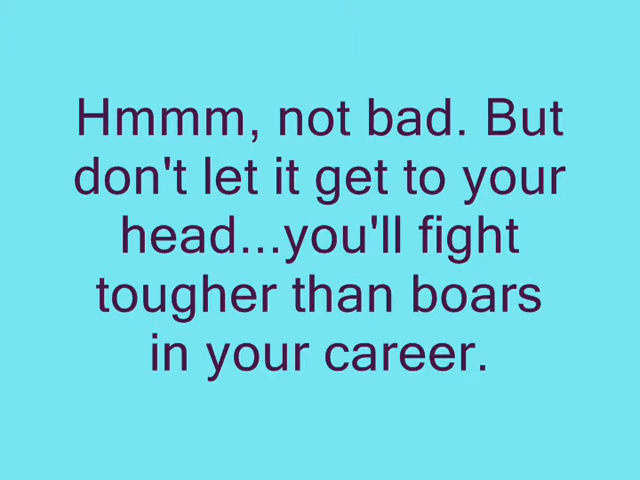 Hmmm, not bad. But
don't let it get to your
head...you'll fight
tougher than boars
in your career.